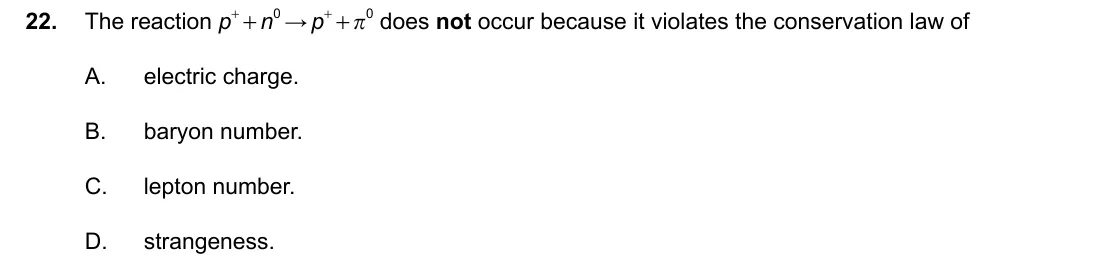 22. The reaction p⁺+n⁰→p⁺+π⁰ does not occur because it violates the conservation law of
A. electric charge.
B. baryon number.
C. lepton number.
D. strangeness.